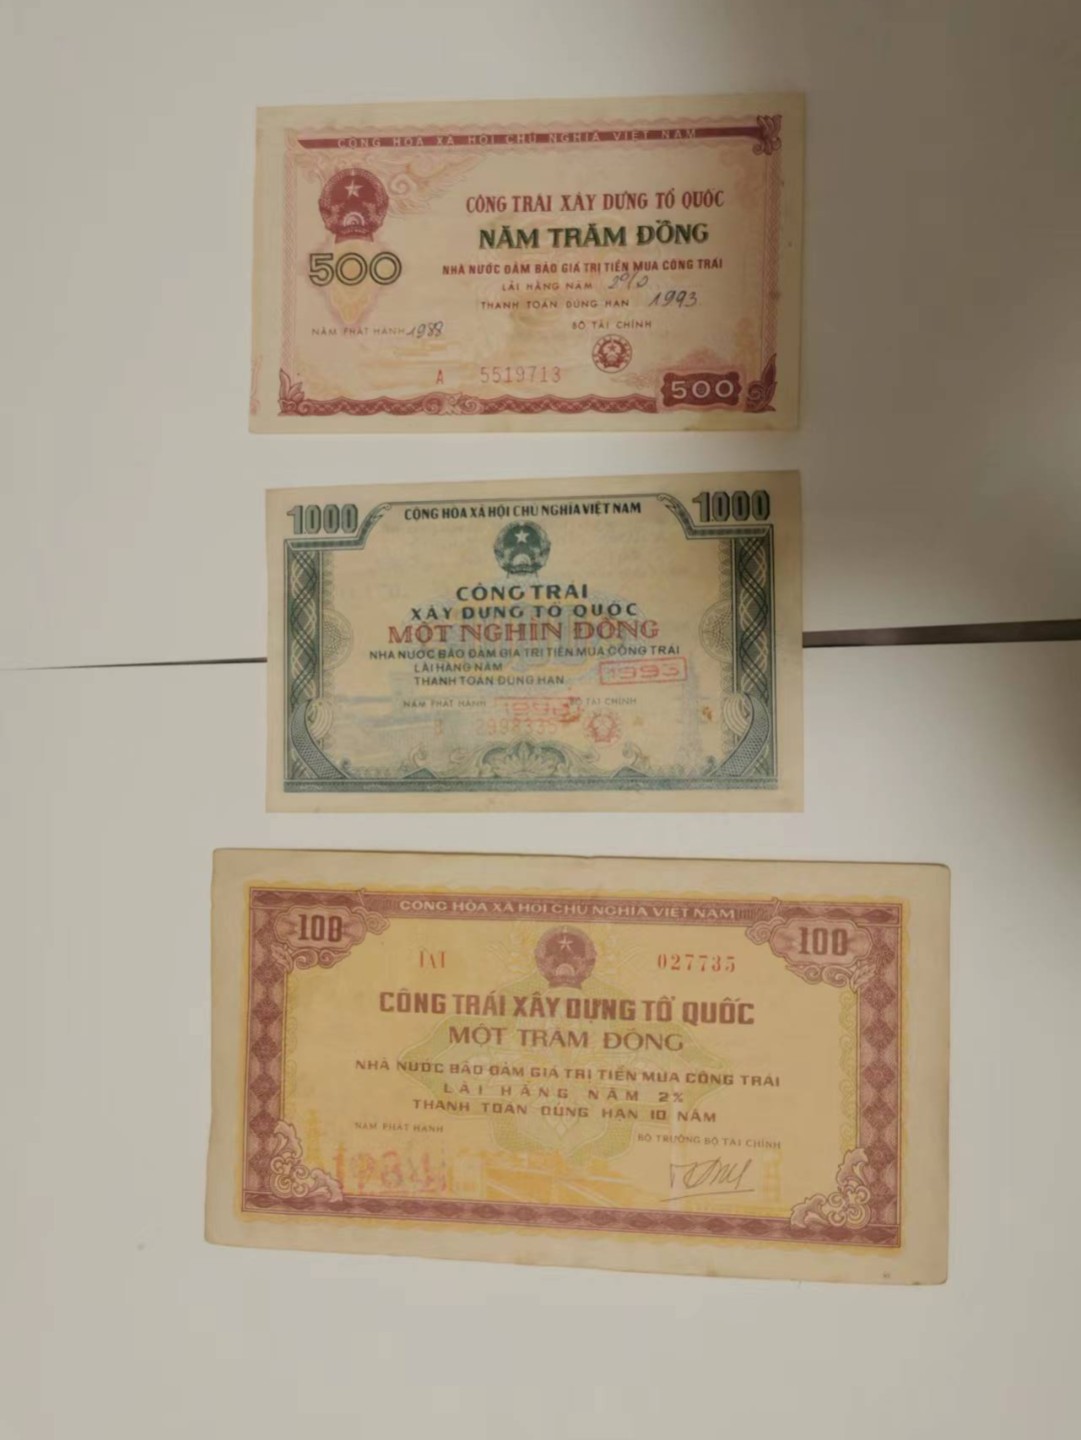 CỘNG HÒA XÃ HỘI CHỦ NGHĨA VIỆT NAM
CÔNG TRÁI XÂY DỰNG TỔ QUỐC
NĂM TRĂM ĐỒNG
500
NHÀ NƯỚC ĐẢM BẢO GIÁ TRỊ TIỀN MUA CÔNG TRÁI
LÃI HÀNG NĂM
THANH TOÁN ĐÚNG HẠN 1993
NĂM PHÁT HÀNH 1988
BỘ TÀI CHÍNH
A 5519713
500
1000 CỘNG HÒA XÃ HỘI CHỦ NGHĨA VIỆT NAM 1000
CÔNG TRÁI
XÂY DỰNG TỔ QUỐC
MỘT NGHÌN ĐỒNG
NHÀ NƯỚC BẢO ĐẢM GIÁ TRỊ TIỀN MUA CÔNG TRÁI
LÃI HÀNG NĂM
THANH TOÁN ĐÚNG HẠN 1993
NĂM PHÁT HÀNH BỘ TÀI CHÍNH
CỘNG HÒA XÃ HỘI CHỦ NGHĨA VIỆT NAM
100 100
027735
CÔNG TRÁI XÂY DỰNG TỔ QUỐC
MỘT TRĂM ĐỒNG
NHÀ NƯỚC BẢO ĐẢM GIÁ TRỊ TIỀN MUA CÔNG TRÁI
LÃI HÀNG NĂM 2%
THANH TOÁN ĐÚNG HẠN 10 NĂM
NĂM PHÁT HÀNH
BỘ TRƯỞNG BỘ TÀI CHÍNH
1984